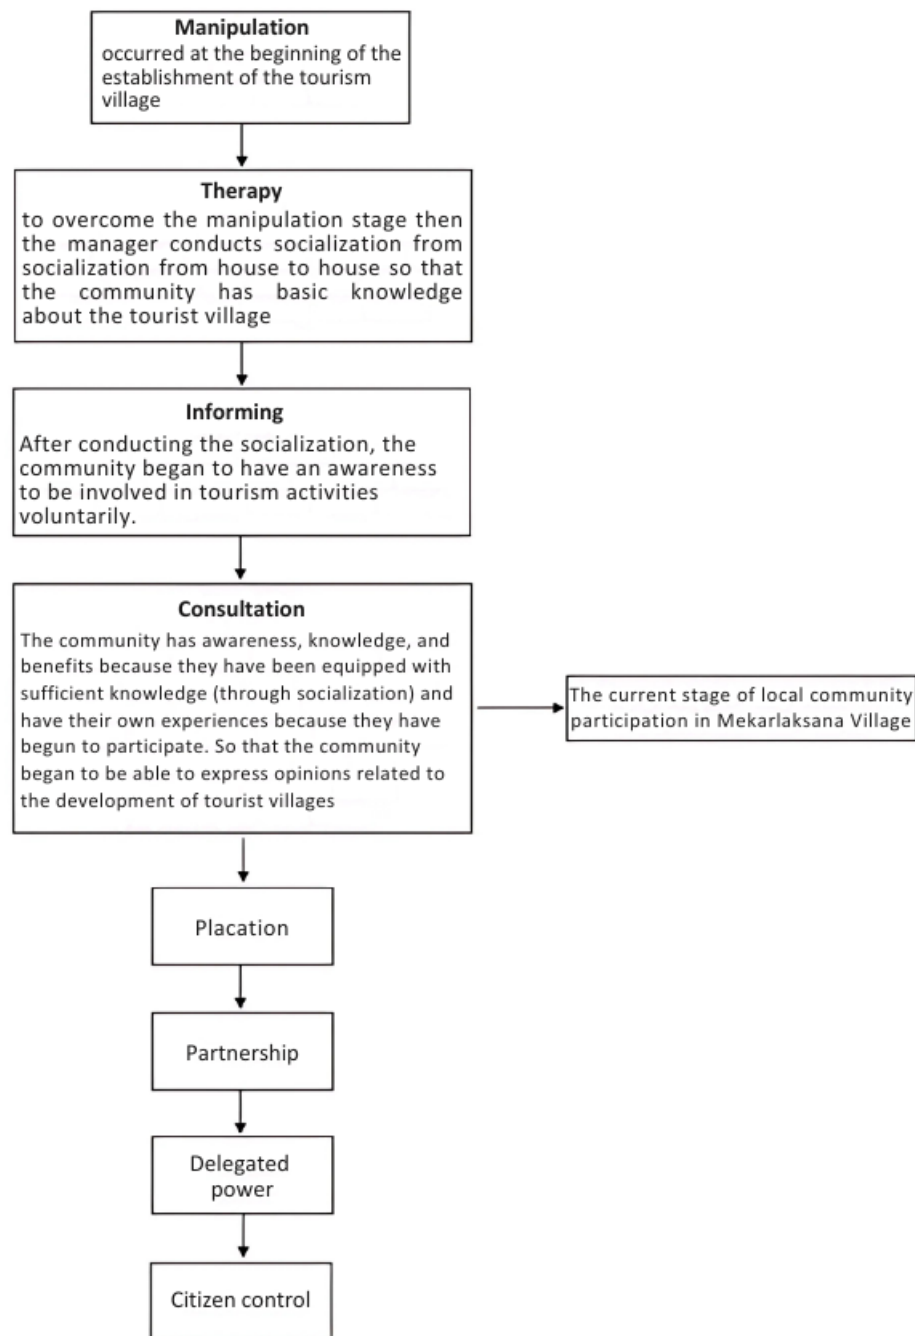 Manipulation
occurred at the beginning of the
establishment of the tourism
village
Therapy
to overcome the manipulation stage then
the manager conducts socialization from
socialization from house to house so that
the community has basic knowledge
about the tourist village
Informing
After conducting the socialization, the
community began to have an awareness
to be involved in tourism activities
voluntarily.
Consultation
The community has awareness, knowledge, and
benefits because they have been equipped with
sufficient knowledge (through socialization) and
have their own experiences because they have
begun to participate. So that the community
began to be able to express opinions related to
the development of tourist villages
The current stage of local community
participation in Mekarlaksana Village
Placation
Partnership
Delegated
power
Citizen control